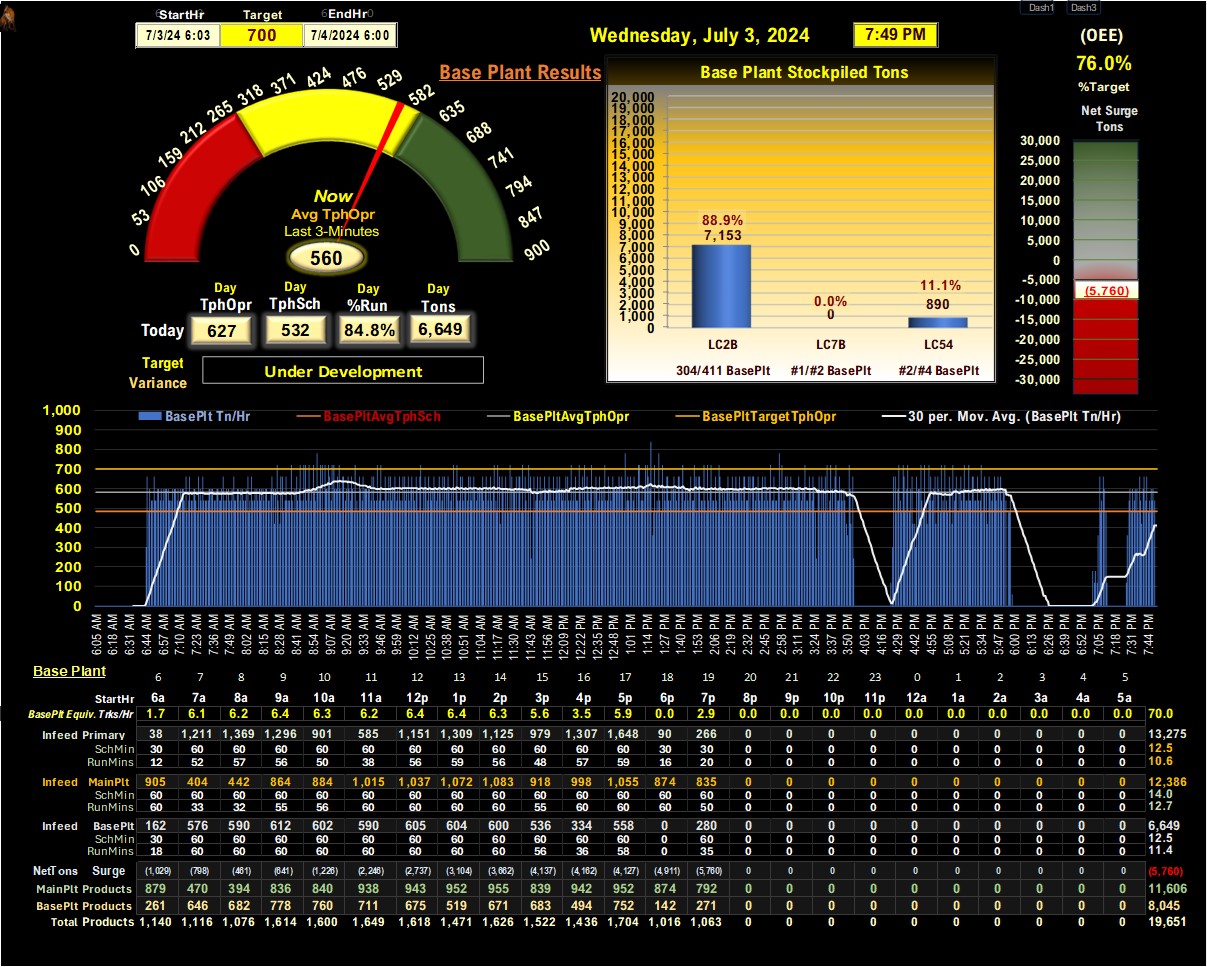 Dash1 Dash3
StartHr Target EndHr
7/3/24 6:03 700 7/4/2024 6:00
Wednesday, July 3, 2024 7:49 PM
(OEE)
76.0%
%Target
Net Surge
Tons
Base Plant Results
0 53 106 159 212 265 318 371 424 476 529 582 635 688 741 794 847 900
Now
Avg TphOpr
Last 3-Minutes
560
Day Day Day Day
TphOpr TphSch %Run Tons
Today 627 532 84.8% 6,649
Target
Variance
Under Development
Base Plant Stockpiled Tons
20,000
19,000
18,000
17,000
16,000
15,000
14,000
13,000
12,000
11,000
10,000
9,000
8,000
7,000
6,000
5,000
4,000
3,000
2,000
1,000
0
88.9%
7,153
0.0%
0
11.1%
890
LC2B LC7B LC54
304/411 BasePlt #1/#2 BasePlt #2/#4 BasePlt
30,000
25,000
20,000
15,000
10,000
5,000
0
-5,000
-10,000
-15,000
-20,000
-25,000
-30,000
(5,760)
BasePlt Tn/Hr BasePltAvgTphSch BasePltAvgTphOpr BasePltTargetTphOpr 30 per. Mov. Avg. (BasePlt Tn/Hr)
1,000
900
800
700
600
500
400
300
200
100
0
6:05 AM 6:18 AM 6:31 AM 6:44 AM 6:57 AM 7:10 AM 7:23 AM 7:36 AM 7:49 AM 8:02 AM 8:15 AM 8:28 AM 8:41 AM 8:54 AM 9:07 AM 9:20 AM 9:33 AM 9:46 AM 9:59 AM 10:12 AM 10:25 AM 10:38 AM 10:51 AM 11:04 AM 11:17 AM 11:30 AM 11:43 AM 11:56 AM 12:09 PM 12:22 PM 12:35 PM 12:48 PM 1:01 PM 1:14 PM 1:27 PM 1:40 PM 1:53 PM 2:06 PM 2:19 PM 2:32 PM 2:45 PM 2:58 PM 3:11 PM 3:24 PM 3:37 PM 3:50 PM 4:03 PM 4:16 PM 4:29 PM 4:42 PM 4:55 PM 5:08 PM 5:21 PM 5:34 PM 5:47 PM 6:00 PM 6:13 PM 6:26 PM 6:39 PM 6:52 PM 7:05 PM 7:18 PM 7:31 PM 7:44 PM
Base Plant 6 7 8 9 10 11 12 13 14 15 16 17 18 19 20 21 22 23 0 1 2 3 4 5
StartHr 6a 7a 8a 9a 10a 11a 12p 1p 2p 3p 4p 5p 6p 7p 8p 9p 10p 11p 12a 1a 2a 3a 4a 5a
BasePlt Equiv. Trks/Hr 1.7 6.1 6.2 6.4 6.3 6.2 6.4 6.4 6.3 5.6 3.5 5.9 0.0 2.9 0.0 0.0 0.0 0.0 0.0 0.0 0.0 0.0 0.0 0.0 70.0
Infeed Primary 38 1,211 1,369 1,296 901 585 1,151 1,309 1,125 979 1,307 1,648 90 266 0 0 0 0 0 0 0 0 0 0 13,275
SchMin 30 60 60 60 60 60 60 60 60 60 60 60 30 30 0 0 0 0 0 0 0 0 0 0 12.5
RunMins 12 52 57 56 50 38 56 59 56 48 57 59 16 20 0 0 0 0 0 0 0 0 0 0 10.6
Infeed MainPlt 905 404 442 864 884 1,015 1,037 1,072 1,083 918 998 1,055 874 835 0 0 0 0 0 0 0 0 0 0 12,386
SchMin 60 60 60 60 60 60 60 60 60 60 60 60 60 60 0 0 0 0 0 0 0 0 0 0 14.0
RunMins 60 33 32 55 56 60 60 60 60 55 60 60 60 50 0 0 0 0 0 0 0 0 0 0 12.7
Infeed BasePlt 162 576 590 612 602 590 605 604 600 536 334 558 0 280 0 0 0 0 0 0 0 0 0 0 6,649
SchMin 30 60 60 60 60 60 60 60 60 60 60 60 0 60 0 0 0 0 0 0 0 0 0 0 12.5
RunMins 18 60 60 60 60 60 60 60 60 56 36 58 0 35 0 0 0 0 0 0 0 0 0 0 11.4
NetTons Surge (1,029) (798) (461) (641) (1,226) (2,246) (2,737) (3,104) (3,662) (4,137) (4,162) (4,127) (4,911) (5,760) 0 0 0 0 0 0 0 0 0 0 (5,760)
MainPlt Products 879 470 394 836 840 938 943 952 955 839 942 952 874 792 0 0 0 0 0 0 0 0 0 0 11,606
BasePlt Products 261 646 682 778 760 711 675 519 671 683 494 752 142 271 0 0 0 0 0 0 0 0 0 0 8,045
Total Products 1,140 1,116 1,076 1,614 1,600 1,649 1,618 1,471 1,626 1,522 1,436 1,704 1,016 1,063 0 0 0 0 0 0 0 0 0 0 19,651